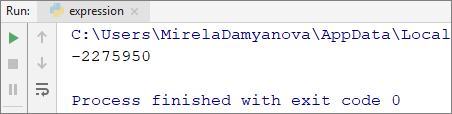 Run: expression ×
C:\Users\MirelaDamyanova\AppData\Local
-2275950
Process finished with exit code 0